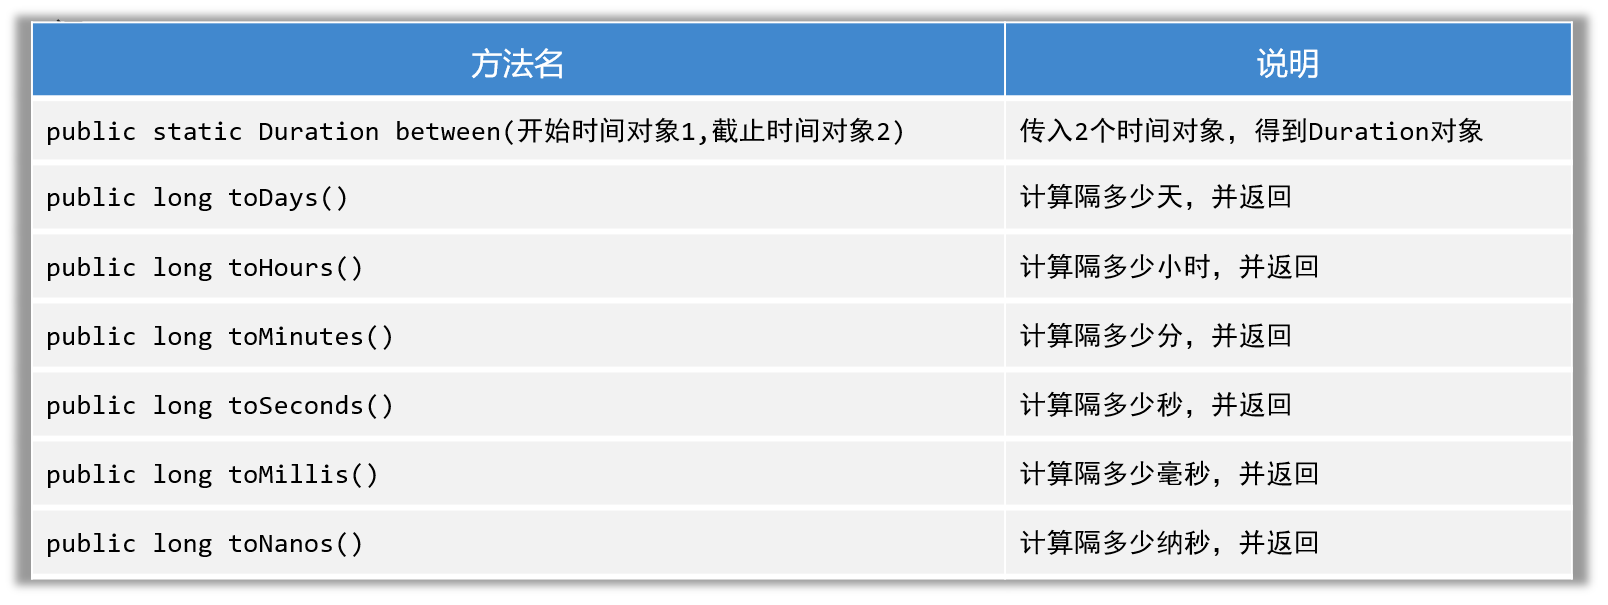 方法名 说明
public static Duration between(开始时间对象1,截止时间对象2) 传入2个时间对象，得到Duration对象
public long toDays() 计算隔多少天，并返回
public long toHours() 计算隔多少小时，并返回
public long toMinutes() 计算隔多少分，并返回
public long toSeconds() 计算隔多少秒，并返回
public long toMillis() 计算隔多少毫秒，并返回
public long toNanos() 计算隔多少纳秒，并返回